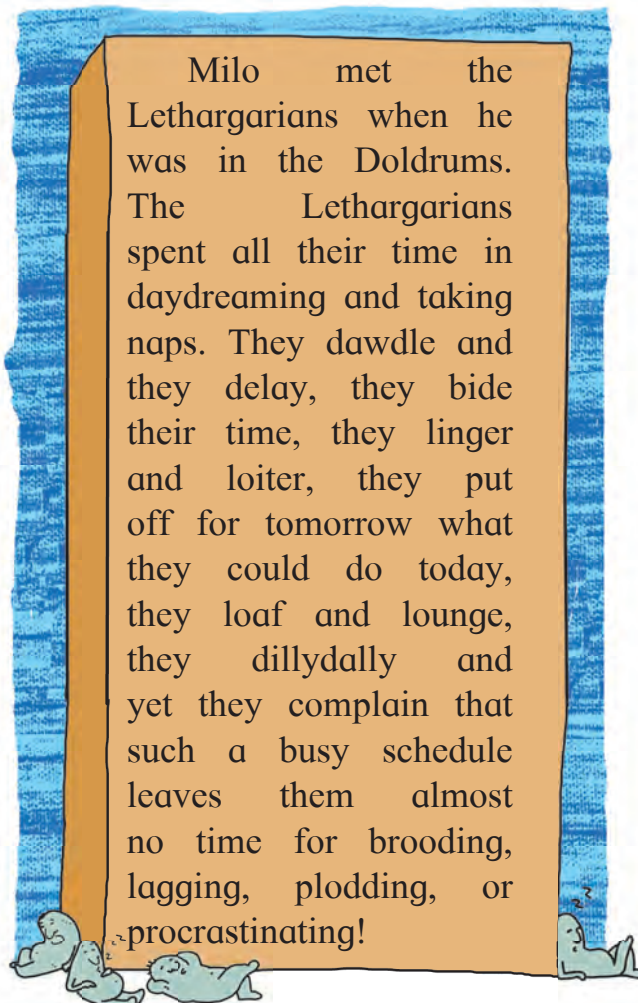 Milo met the
Lethargarians when he
was in the Doldrums.
The Lethargarians
spent all their time in
daydreaming and taking
naps. They dawdle and
they delay, they bide
their time, they linger
and loiter, they put
off for tomorrow what
they could do today,
they loaf and lounge,
they dillydally and
yet they complain that
such a busy schedule
leaves them almost
no time for brooding,
lagging, plodding, or
procrastinating!
z z
z z
z z